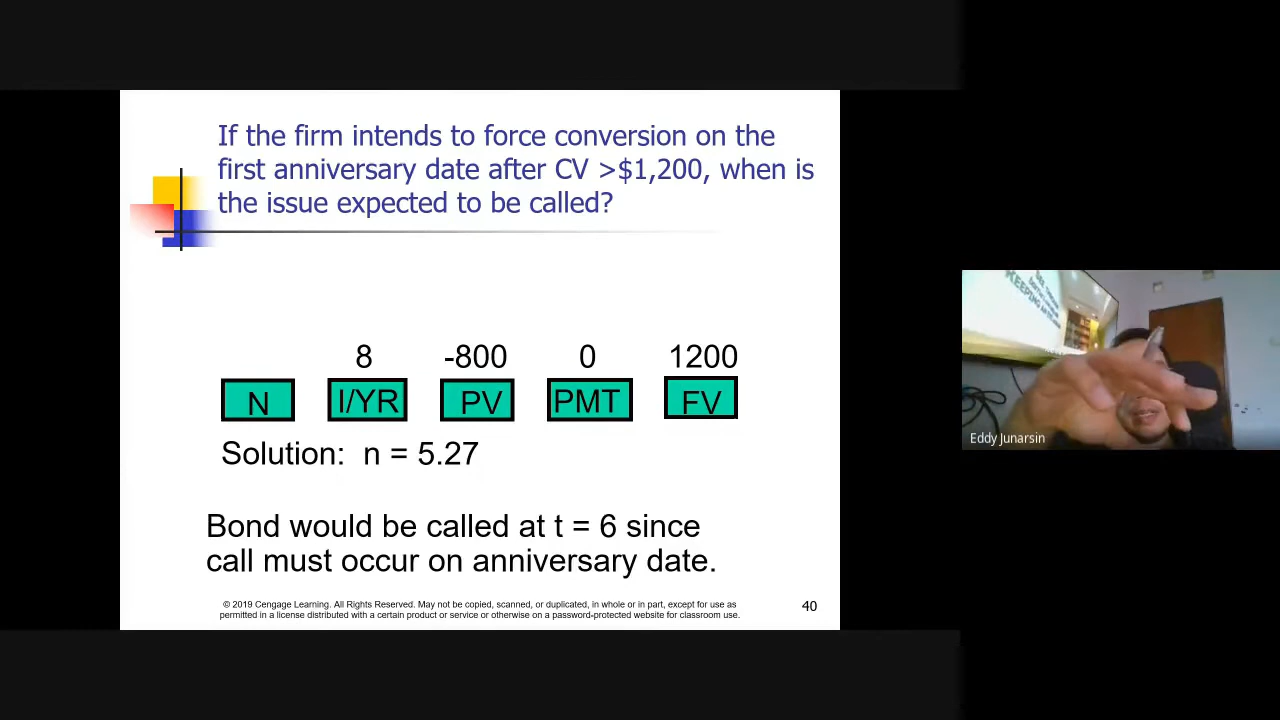 If the firm intends to force conversion on the
first anniversary date after CV >$1,200, when is
the issue expected to be called?
8 -800 0 1200
N I/YR PV PMT FV
Solution: n = 5.27
Bond would be called at t = 6 since
call must occur on anniversary date.
© 2019 Cengage Learning. All Rights Reserved. May not be copied, scanned, or duplicated, in whole or in part, except for use as
permitted in a license distributed with a certain product or service or otherwise on a password-protected website for classroom use.
40
KEEPING
Eddy Junarsin